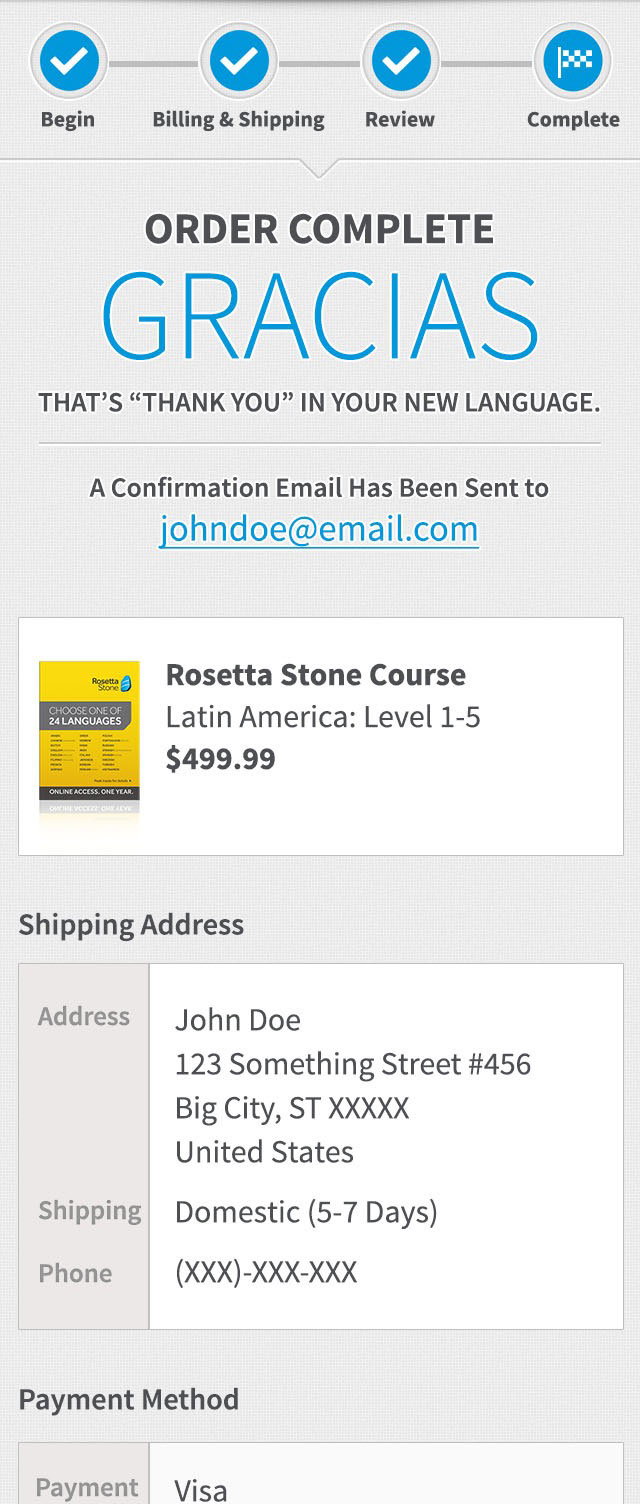 Begin
Billing & Shipping
Review
Complete
ORDER COMPLETE
GRACIAS
THAT'S “THANK YOU” IN YOUR NEW LANGUAGE.
A Confirmation Email Has Been Sent to
johndoe@email.com
Rosetta
Stone
CHOOSE ONE OF
24 LANGUAGES
ONLINE ACCESS. ONE YEAR.
Rosetta Stone Course
Latin America: Level 1-5
$499.99
Shipping Address
Address
John Doe
123 Something Street #456
Big City, ST XXXXX
United States
Shipping
Domestic (5-7 Days)
Phone
(XXX)-XXX-XXX
Payment Method
Payment
Visa